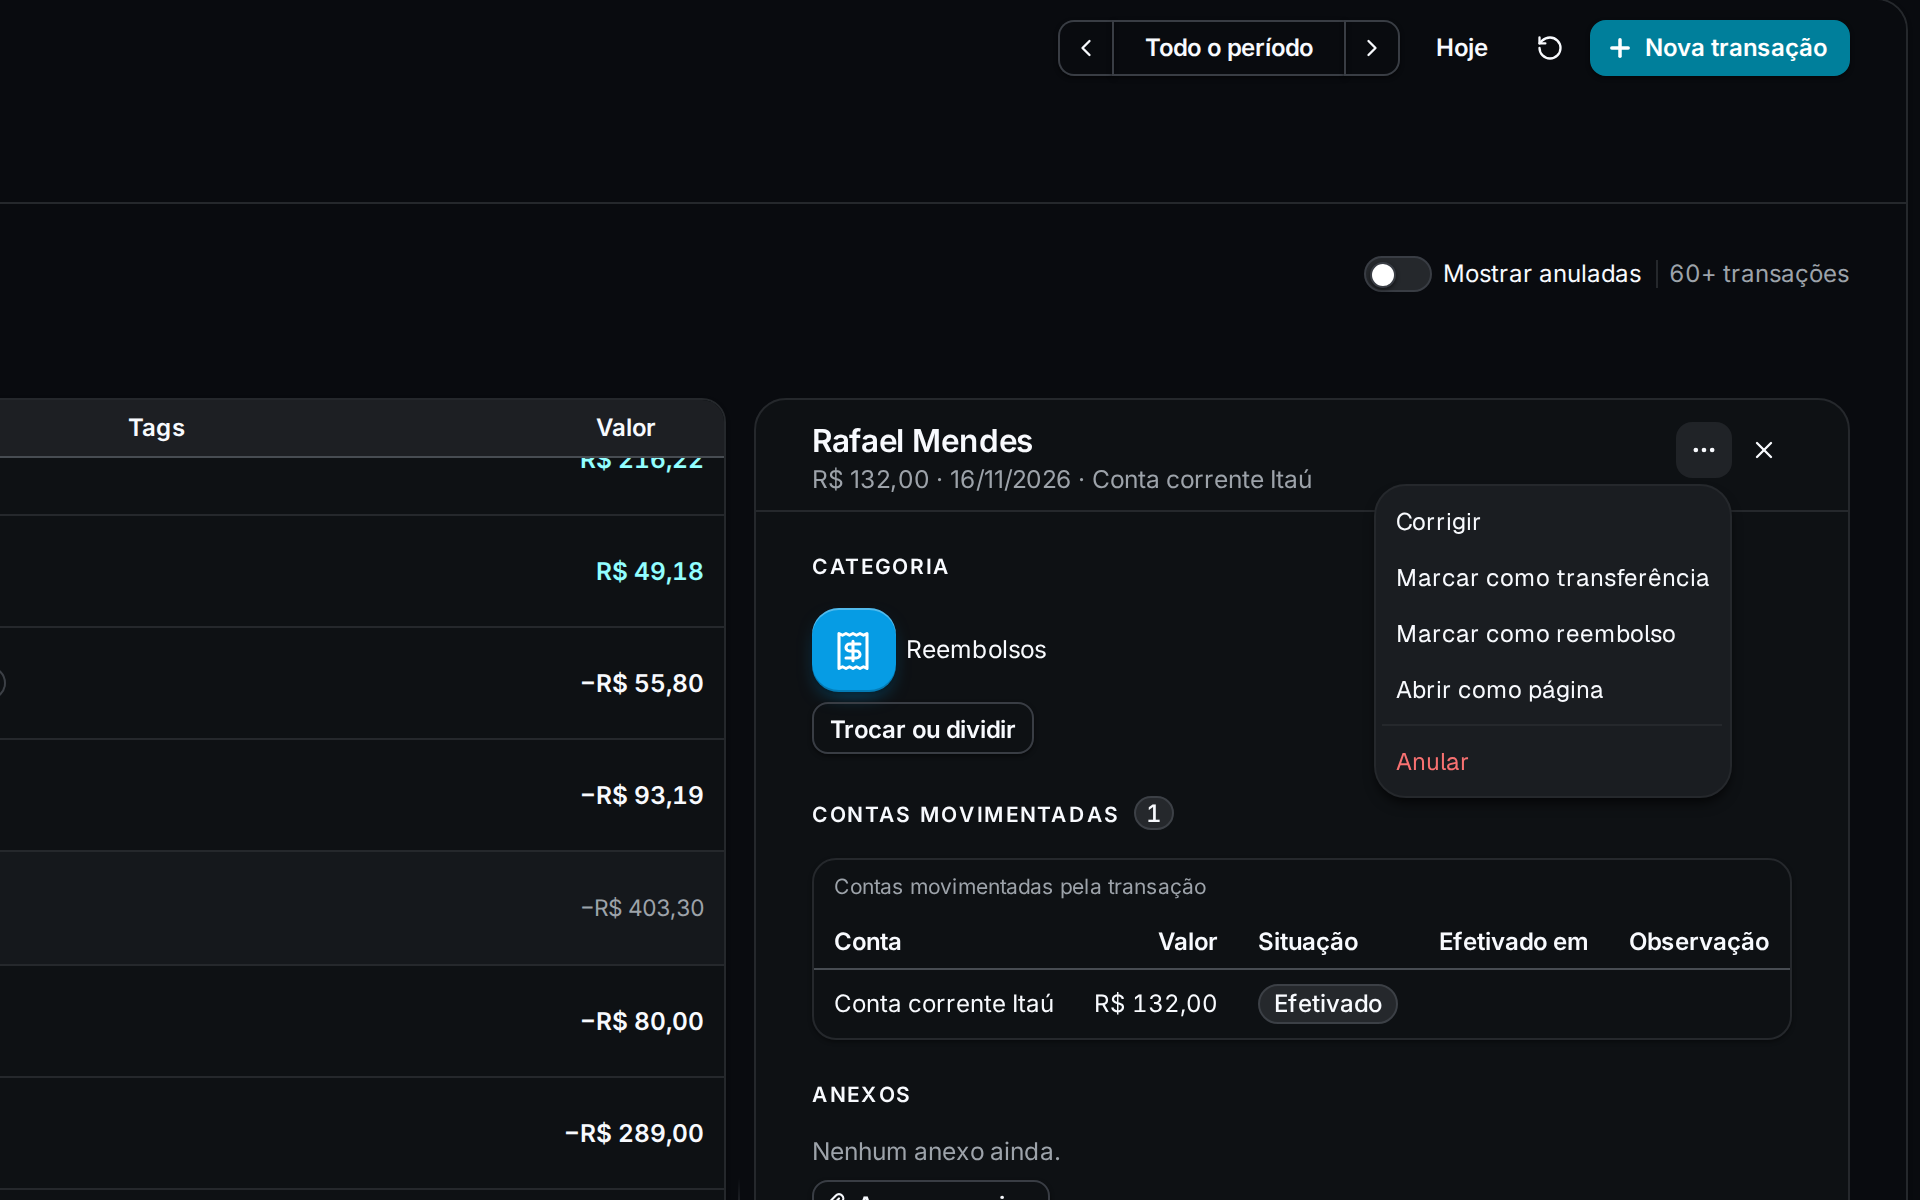 Todo o período
Hoje
Nova transação
Mostrar anuladas
60+ transações
Tags
Valor
R$ 216,22
R$ 49,18
−R$ 55,80
−R$ 93,19
−R$ 403,30
−R$ 80,00
−R$ 289,00
Rafael Mendes
R$ 132,00 · 16/11/2026 · Conta corrente Itaú
Corrigir
Marcar como transferência
Marcar como reembolso
Abrir como página
Anular
CATEGORIA
Reembolsos
Trocar ou dividir
CONTAS MOVIMENTADAS 1
Contas movimentadas pela transação
Conta Valor Situação Efetivado em Observação
Conta corrente Itaú R$ 132,00 Efetivado
ANEXOS
Nenhum anexo ainda.